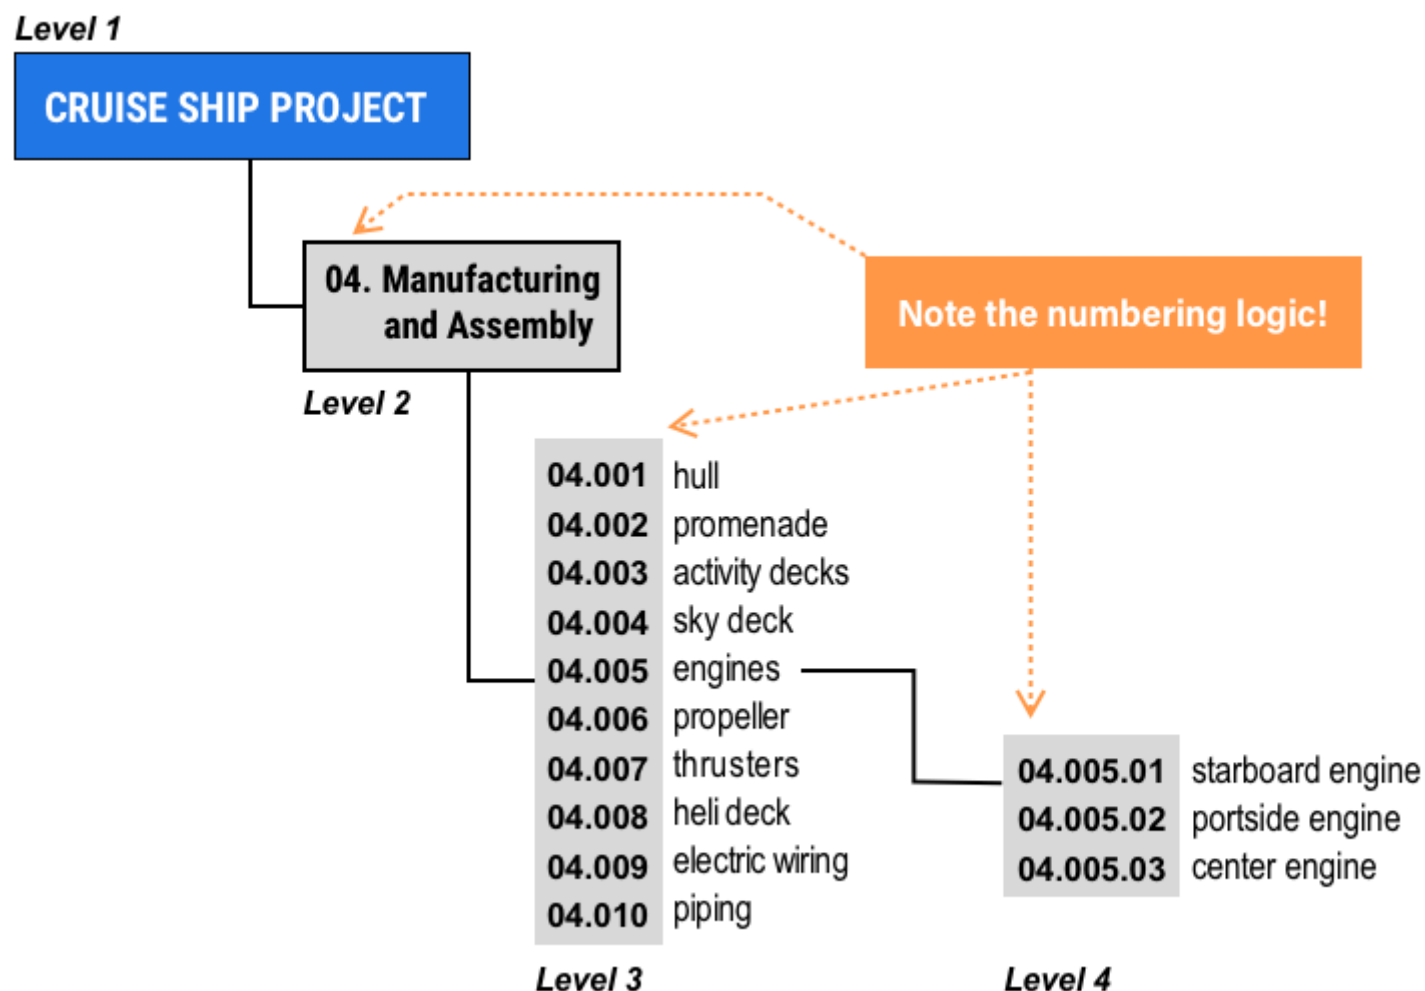 Level 1
CRUISE SHIP PROJECT
04. Manufacturing
and Assembly
Note the numbering logic!
Level 2
04.001 hull
04.002 promenade
04.003 activity decks
04.004 sky deck
04.005 engines
04.006 propeller
04.007 thrusters
04.008 heli deck
04.009 electric wiring
04.010 piping
Level 3
04.005.01 starboard engine
04.005.02 portside engine
04.005.03 center engine
Level 4